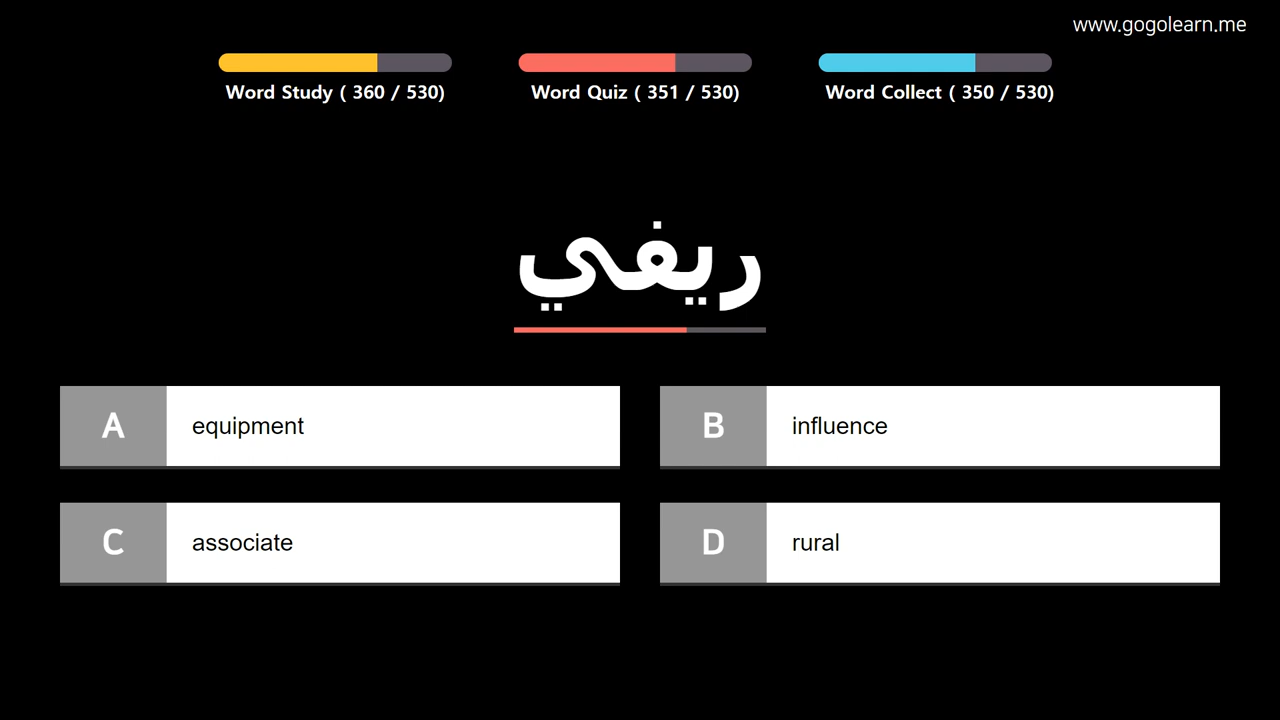 www.gogolearn.me
Word Study ( 360 / 530)
Word Quiz ( 351 / 530)
Word Collect ( 350 / 530)
ريفي
A equipment
B influence
C associate
D rural